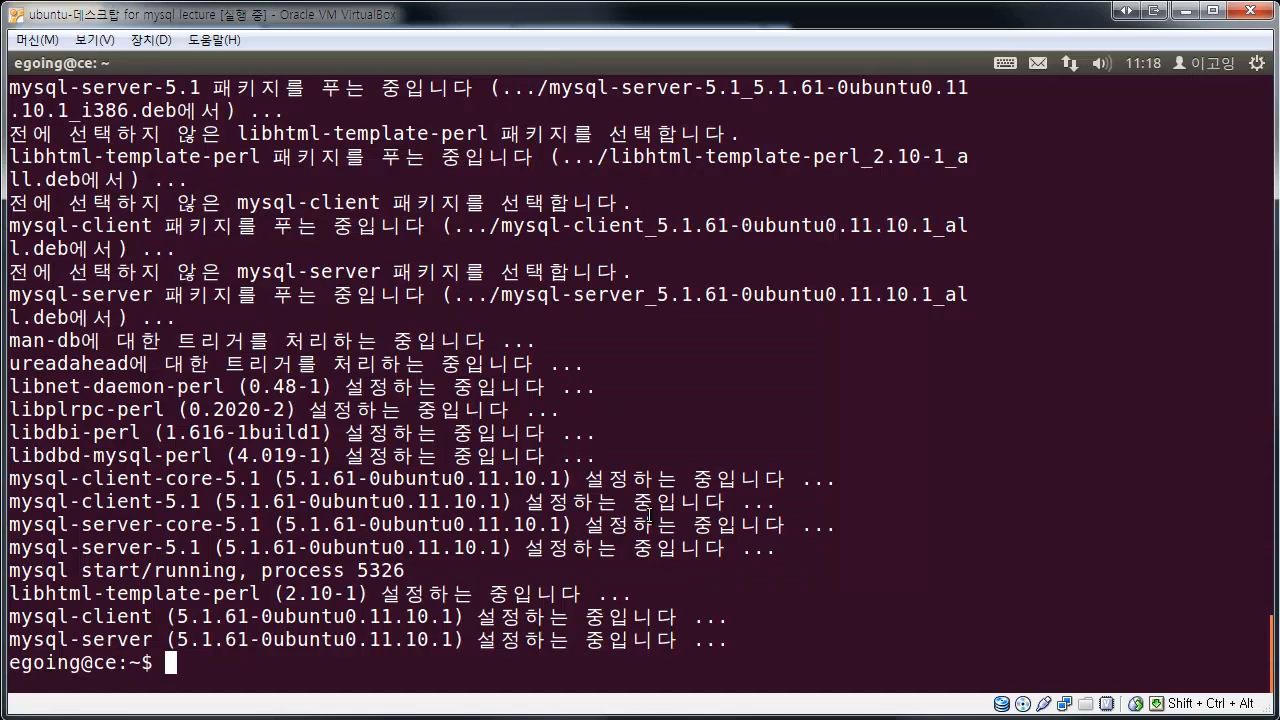 ubuntu-데스크탑 for mysql lecture [실행 중] - Oracle VM VirtualBox
머신(M) 보기(V) 장치(D) 도움말(H)
egoing@ce: ~ 11:18 이고잉
mysql-server-5.1 패키지를 푸는 중입니다 (.../mysql-server-5.1_5.1.61-0ubuntu0.11
.10.1_i386.deb에서) ...
전에 선택하지 않은 libhtml-template-perl 패키지를 선택합니다.
libhtml-template-perl 패키지를 푸는 중입니다 (.../libhtml-template-perl_2.10-1_a
ll.deb에서) ...
전에 선택하지 않은 mysql-client 패키지를 선택합니다.
mysql-client 패키지를 푸는 중입니다 (.../mysql-client_5.1.61-0ubuntu0.11.10.1_al
l.deb에서) ...
전에 선택하지 않은 mysql-server 패키지를 선택합니다.
mysql-server 패키지를 푸는 중입니다 (.../mysql-server_5.1.61-0ubuntu0.11.10.1_al
l.deb에서) ...
man-db에 대한 트리거를 처리하는 중입니다 ...
ureadahead에 대한 트리거를 처리하는 중입니다 ...
libnet-daemon-perl (0.48-1) 설정하는 중입니다 ...
libplrpc-perl (0.2020-2) 설정하는 중입니다 ...
libdbi-perl (1.616-1build1) 설정하는 중입니다 ...
libdbd-mysql-perl (4.019-1) 설정하는 중입니다 ...
mysql-client-core-5.1 (5.1.61-0ubuntu0.11.10.1) 설정하는 중입니다 ...
mysql-client-5.1 (5.1.61-0ubuntu0.11.10.1) 설정하는 중입니다 ...
mysql-server-core-5.1 (5.1.61-0ubuntu0.11.10.1) 설정하는 중입니다 ...
mysql-server-5.1 (5.1.61-0ubuntu0.11.10.1) 설정하는 중입니다 ...
mysql start/running, process 5326
libhtml-template-perl (2.10-1) 설정하는 중입니다 ...
mysql-client (5.1.61-0ubuntu0.11.10.1) 설정하는 중입니다 ...
mysql-server (5.1.61-0ubuntu0.11.10.1) 설정하는 중입니다 ...
egoing@ce:~$
Shift + Ctrl + Alt